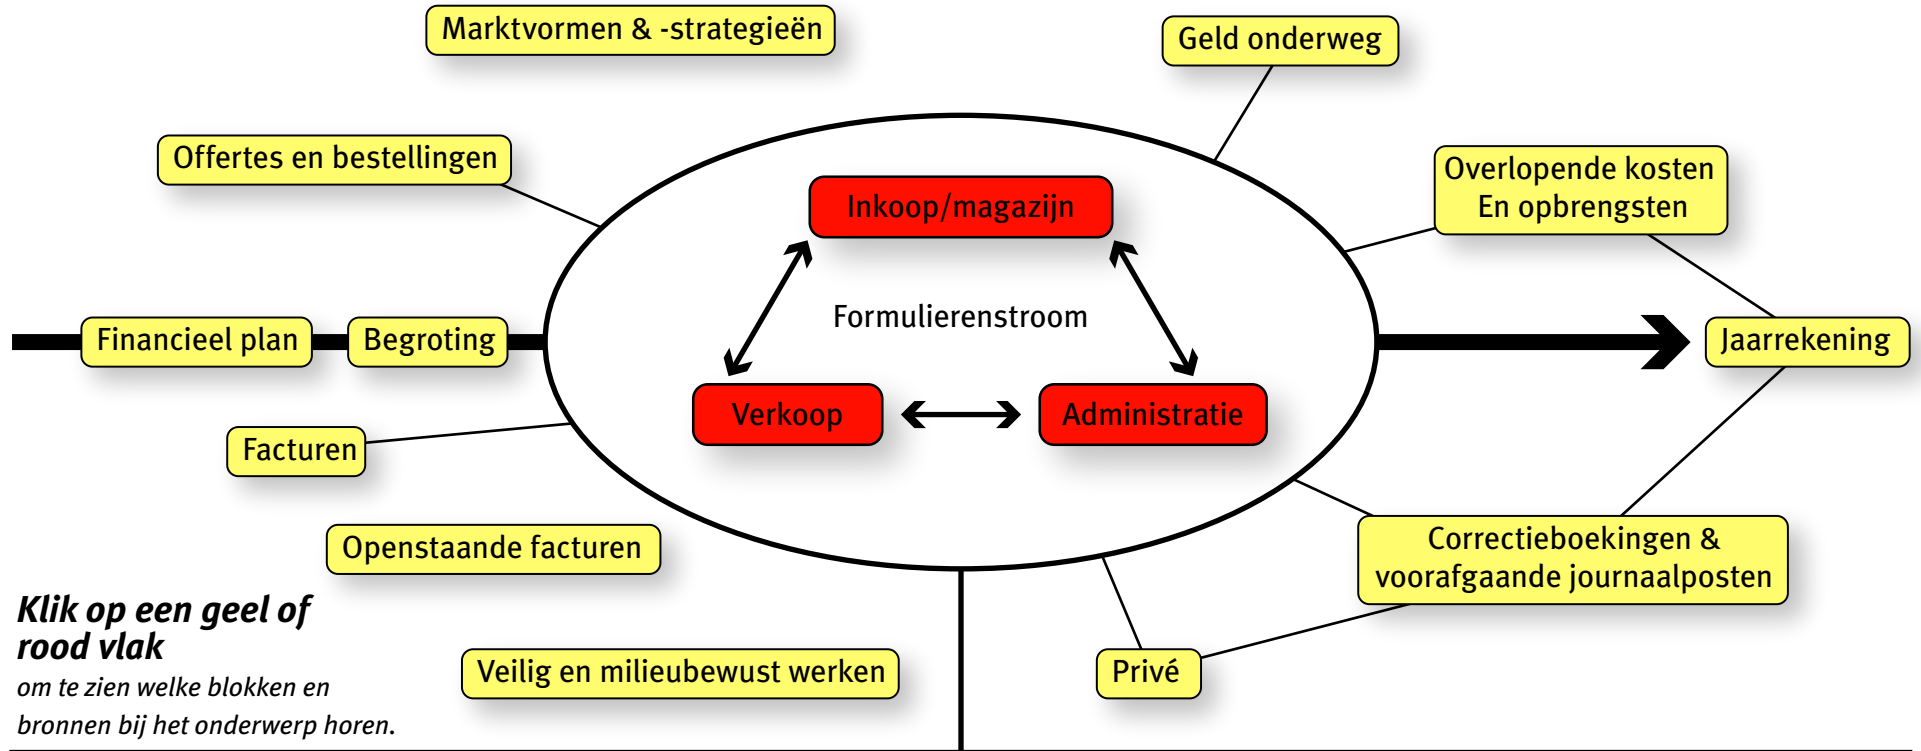 Marktvormen & -strategieën
Geld onderweg
Offertes en bestellingen
Overlopende kosten
En opbrengsten
Inkoop/magazijn
Formulierenstroom
Financieel plan
Begroting
Jaarrekening
Verkoop
Administratie
Facturen
Openstaande facturen
Correctieboekingen &
voorafgaande journaalposten
Klik op een geel of
rood vlak
om te zien welke blokken en
bronnen bij het onderwerp horen.
Veilig en milieubewust werken
Privé